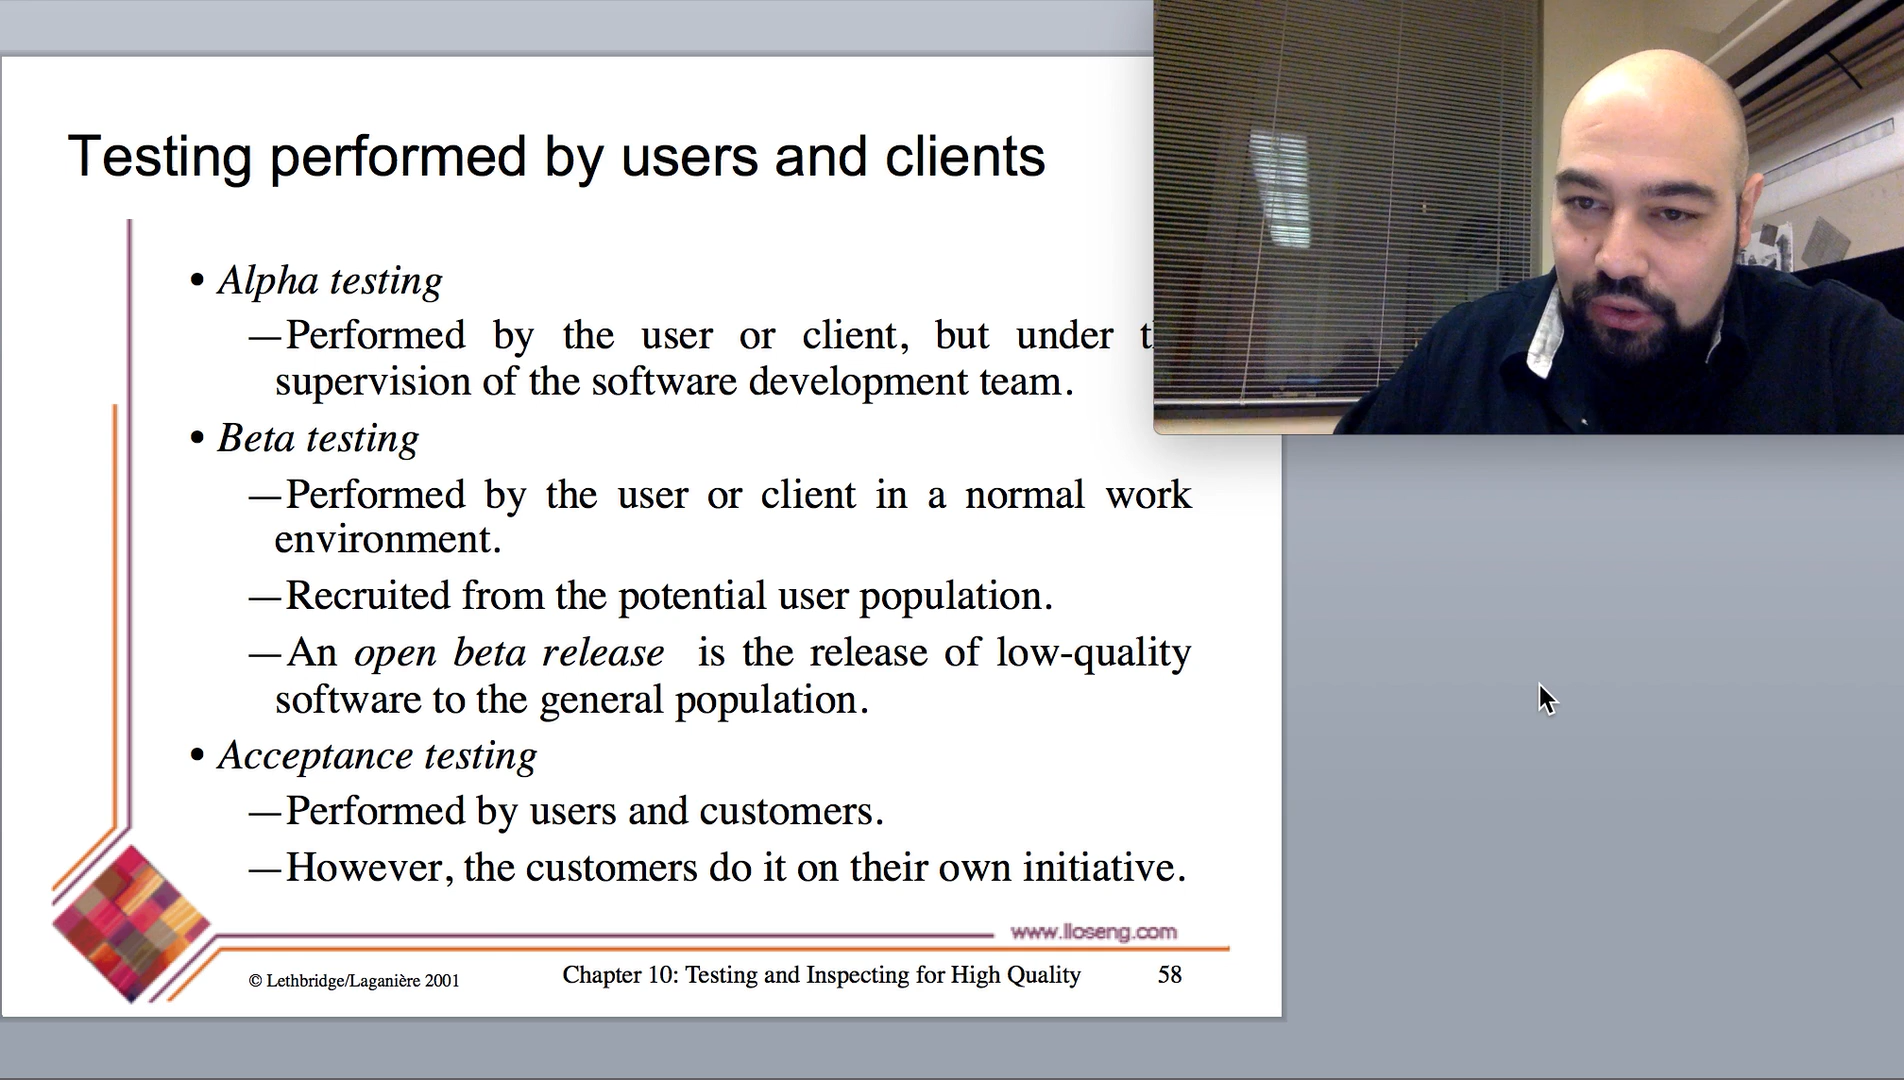 Testing performed by users and clients
• Alpha testing
—Performed by the user or client, but under
supervision of the software development team.
• Beta testing
—Performed by the user or client in a normal work
environment.
—Recruited from the potential user population.
—An open beta release is the release of low-quality
software to the general population.
• Acceptance testing
—Performed by users and customers.
—However, the customers do it on their own initiative.
www.lloseng.com
© Lethbridge/Laganière 2001
Chapter 10: Testing and Inspecting for High Quality
58